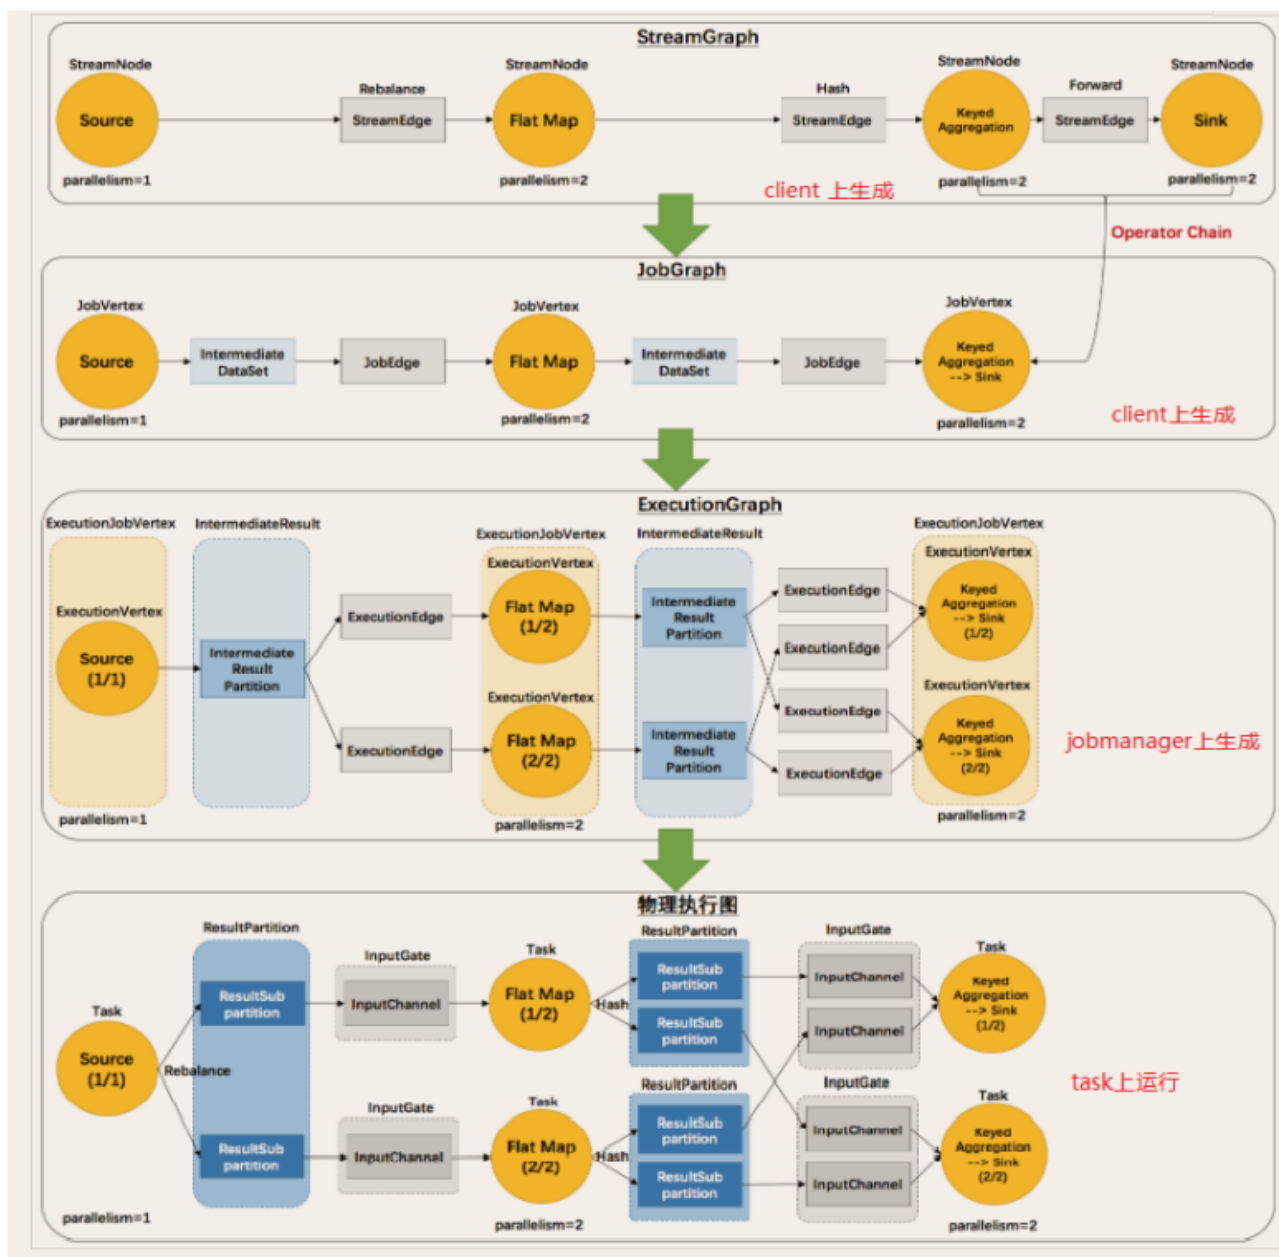 StreamGraph
StreamNode
StreamNode
StreamNode
StreamNode
Rebalance
Hash
Forward
Source
StreamEdge
Flat Map
StreamEdge
Keyed
Aggregation
StreamEdge
Sink
parallelism=1
parallelism=2
parallelism=2
parallelism=2
client 上生成
Operator Chain
JobGraph
JobVertex
JobVertex
JobVertex
Source
Intermediate
DataSet
JobEdge
Flat Map
Intermediate
DataSet
JobEdge
Keyed
Aggregation
--> Sink
parallelism=1
parallelism=2
parallelism=2
client上生成
ExecutionGraph
ExecutionJobVertex
IntermediateResult
ExecutionJobVertex
IntermediateResult
ExecutionJobVertex
ExecutionVertex
Source
(1/1)
Intermediate
Result
Partition
ExecutionEdge
ExecutionEdge
ExecutionVertex
Flat Map
(1/2)
ExecutionVertex
Flat Map
(2/2)
Intermediate
Result
Partition
Intermediate
Result
Partition
ExecutionEdge
ExecutionEdge
ExecutionEdge
ExecutionEdge
ExecutionVertex
Keyed
Aggregation
--> Sink
(1/2)
ExecutionVertex
Keyed
Aggregation
--> Sink
(2/2)
jobmanager上生成
parallelism=1
parallelism=2
parallelism=2
物理执行图
ResultPartition
InputGate
Task
ResultPartition
InputGate
Task
Task
Source
(1/1)
Rebalance
ResultSub
partition
ResultSub
partition
InputChannel
InputGate
InputChannel
Flat Map
(1/2)
Hash
Task
Flat Map
(2/2)
Hash
ResultSub
partition
ResultSub
partition
ResultPartition
ResultSub
partition
ResultSub
partition
InputChannel
InputChannel
InputGate
InputChannel
InputChannel
Keyed
Aggregation
--> Sink
(1/2)
Task
Keyed
Aggregation
--> Sink
(2/2)
task上运行
parallelism=1
parallelism=2
parallelism=2